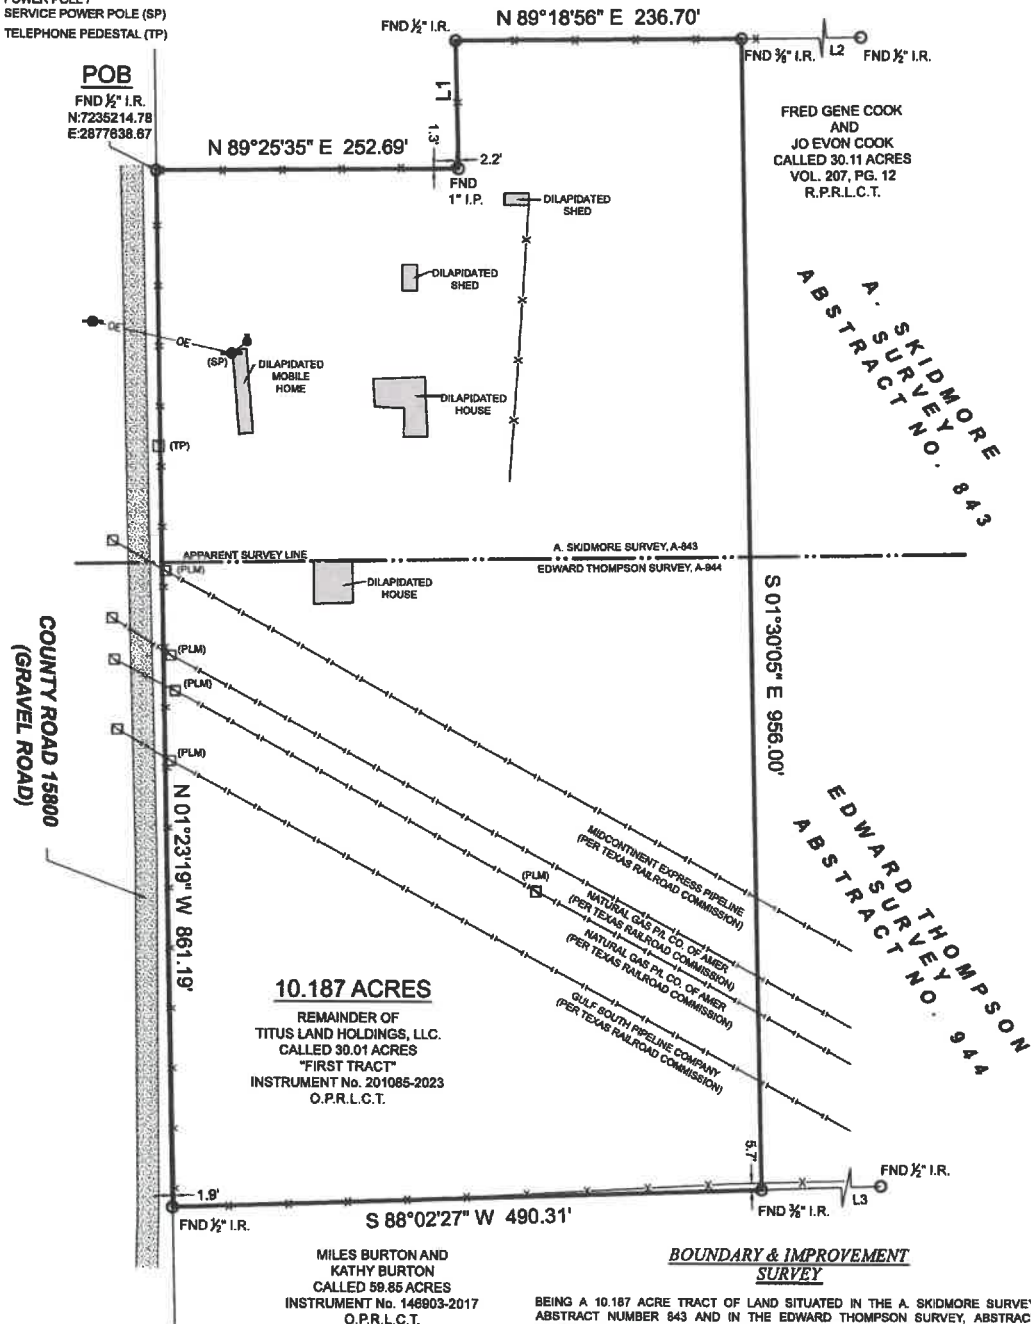 SERVICE POWER POLE (SP)
TELEPHONE PEDESTAL (TP)
POB
FND ½" I.R.
N:7235214.78
E:2877638.67
FND ½" I.R.
N 89°18'56" E 236.70'
FND ⅜" I.R.
L2
FND ½" I.R.
L1
1.3'
2.2'
N 89°25'35" E 252.69'
FND
1" I.P.
FRED GENE COOK
AND
JO EVON COOK
CALLED 30.11 ACRES
VOL. 207, PG. 12
R.P.R.L.C.T.
DILAPIDATED
SHED
DILAPIDATED
SHED
OE
OE
(SP)
DILAPIDATED
MOBILE
HOME
DILAPIDATED
HOUSE
(TP)
A. SKIDMORE
SURVEY
ABSTRACT NO. 843
APPARENT SURVEY LINE
A. SKIDMORE SURVEY, A-843
EDWARD THOMPSON SURVEY, A-944
(PLM)
DILAPIDATED
HOUSE
(PLM)
(PLM)
(PLM)
COUNTY ROAD 15800
(GRAVEL ROAD)
S 01°30'05" E 956.00'
N 01°23'19" W 861.19'
EDWARD THOMPSON
SURVEY
ABSTRACT NO. 944
MIDCONTINENT EXPRESS PIPELINE
(PER TEXAS RAILROAD COMMISSION)
(PLM)
NATURAL GAS P/L CO. OF AMER
(PER TEXAS RAILROAD COMMISSION)
NATURAL GAS P/L CO. OF AMER
(PER TEXAS RAILROAD COMMISSION)
GULF SOUTH PIPELINE COMPANY
(PER TEXAS RAILROAD COMMISSION)
10.187 ACRES
REMAINDER OF
TITUS LAND HOLDINGS, LLC.
CALLED 30.01 ACRES
"FIRST TRACT"
INSTRUMENT No. 201085-2023
O.P.R.L.C.T.
5.7'
1.9'
FND ½" I.R.
S 88°02'27" W 490.31'
FND ⅜" I.R.
L3
FND ½" I.R.
MILES BURTON AND
KATHY BURTON
CALLED 59.85 ACRES
INSTRUMENT No. 146903-2017
O.P.R.L.C.T.
BOUNDARY & IMPROVEMENT
SURVEY
BEING A 10.187 ACRE TRACT OF LAND SITUATED IN THE A. SKIDMORE SURVEY
ABSTRACT NUMBER 843 AND IN THE EDWARD THOMPSON SURVEY, ABSTRAC